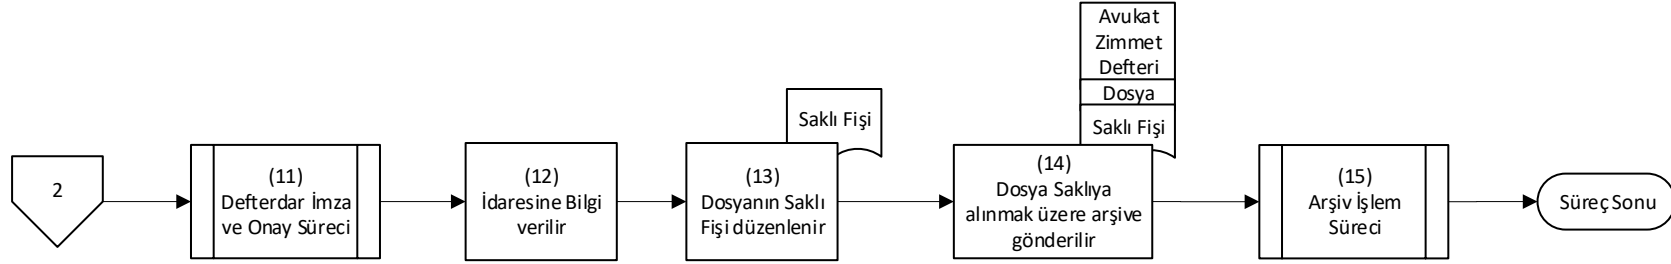 2
(11)
Defterdar İmza
ve Onay Süreci
(12)
İdaresine Bilgi
verilir
Saklı Fişi
(13)
Dosyanın Saklı
Fişi düzenlenir
Avukat
Zimmet
Defteri
Dosya
Saklı Fişi
(14)
Dosya Saklıya
alınmak üzere arşive
gönderilir
(15)
Arşiv İşlem
Süreci
Süreç Sonu